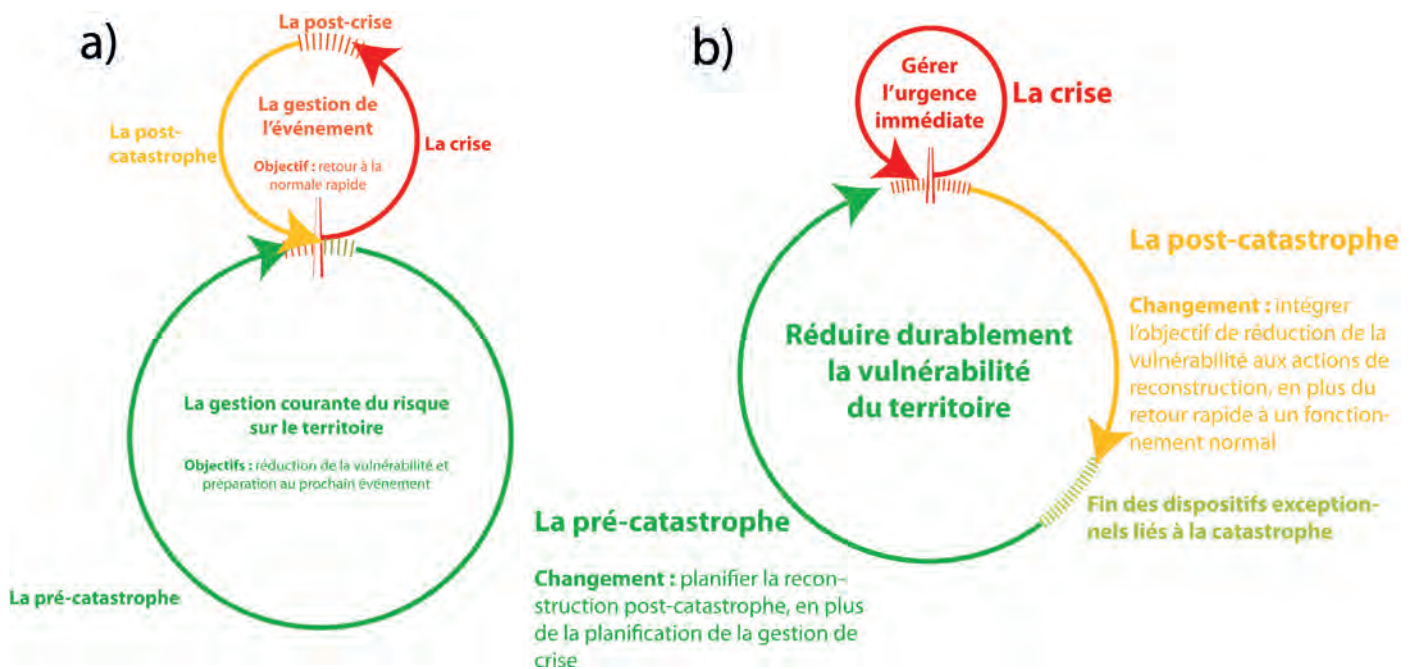 a)
La post-crise
La gestion de
l'événement
Objectif : retour à la
normale rapide
La post-
catastrophe
La crise
La gestion courante du risque
sur le territoire
Objectifs : réduction de la vulnérabilité et
préparation au prochain événement
La pré-catastrophe
b)
Gérer
l'urgence
immédiate
La crise
Réduire durablement
la vulnérabilité
du territoire
La post-catastrophe
Changement : intégrer
l'objectif de réduction de la
vulnérabilité aux actions de
reconstruction, en plus du
retour rapide à un fonction-
nement normal
Fin des dispositifs exception-
nels liés à la catastrophe
La pré-catastrophe
Changement : planifier la recon-
struction post-catastrophe, en plus
de la planification de la gestion de
crise